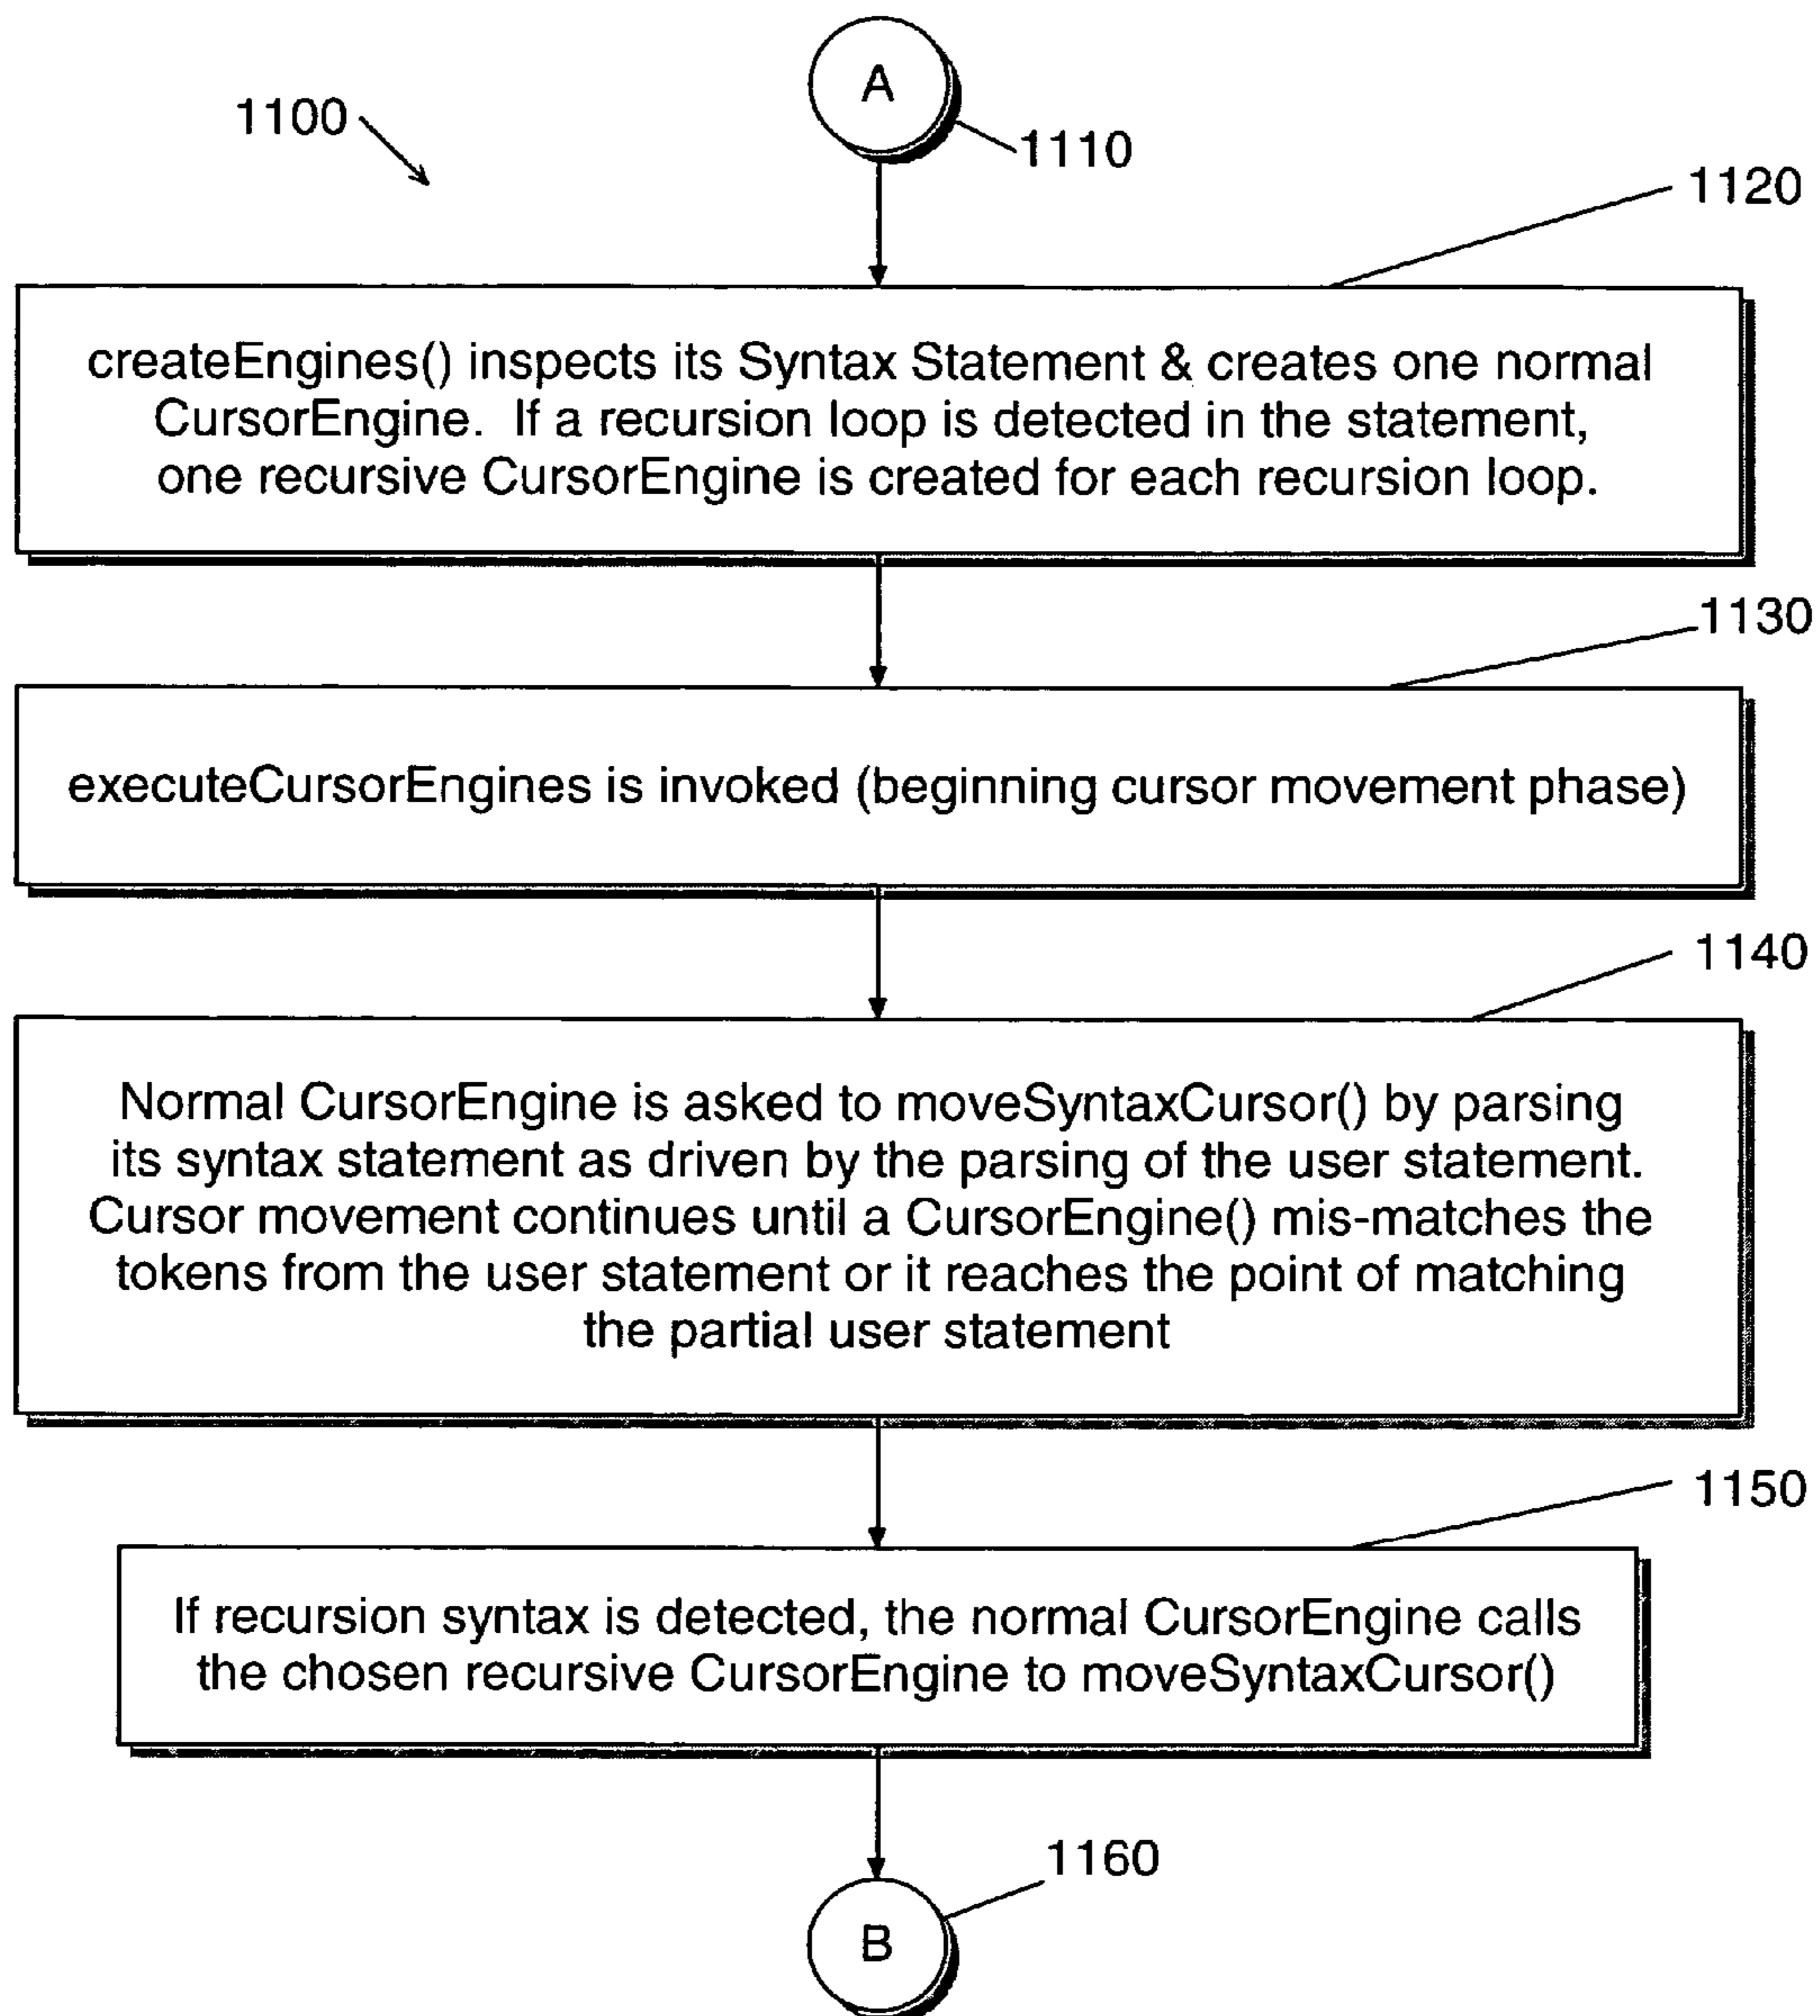 A
1100
1110
1120
createEngines() inspects its Syntax Statement & creates one normal
CursorEngine. If a recursion loop is detected in the statement,
one recursive CursorEngine is created for each recursion loop.
1130
executeCursorEngines is invoked (beginning cursor movement phase)
1140
Normal CursorEngine is asked to moveSyntaxCursor() by parsing
its syntax statement as driven by the parsing of the user statement.
Cursor movement continues until a CursorEngine() mis-matches the
tokens from the user statement or it reaches the point of matching
the partial user statement
1150
If recursion syntax is detected, the normal CursorEngine calls
the chosen recursive CursorEngine to moveSyntaxCursor()
1160
B